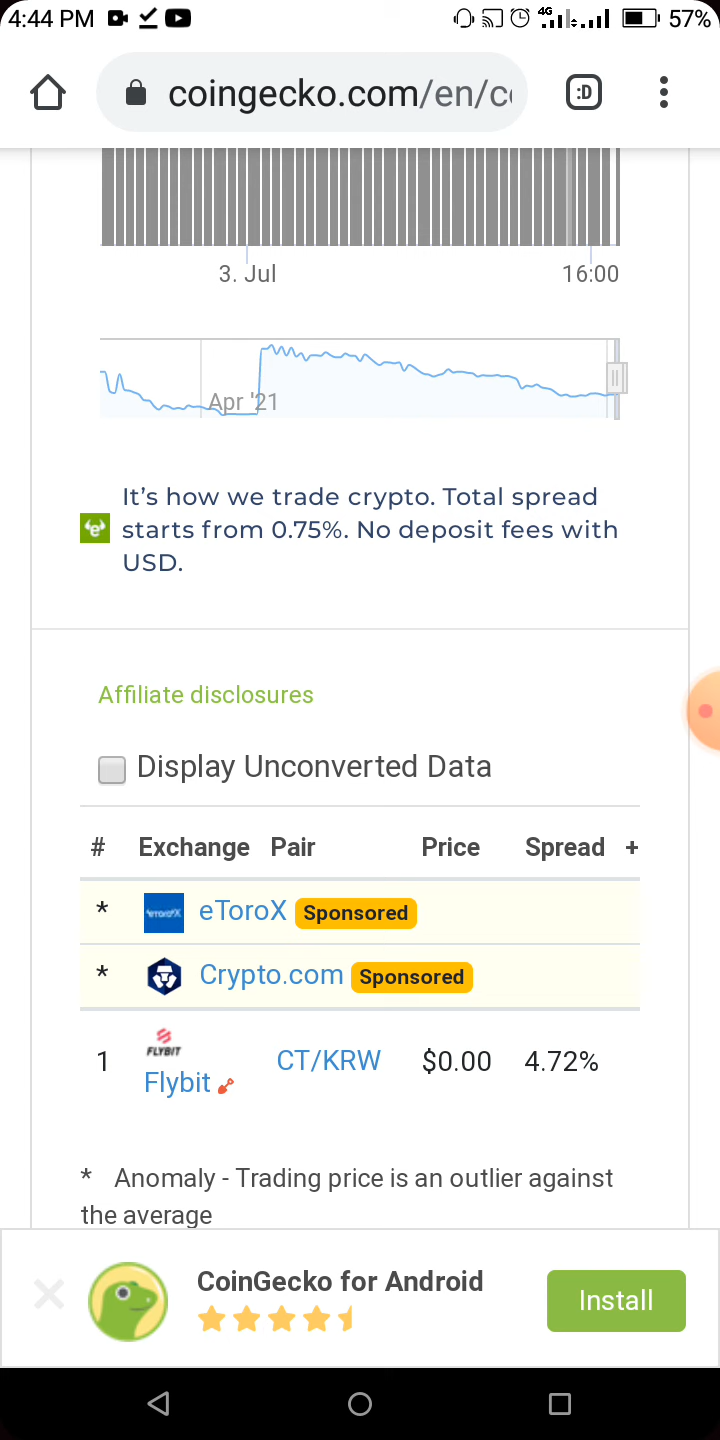 4:44 PM
4G
57%
coingecko.com/en/c
:D
3. Jul
16:00
Apr '21
It's how we trade crypto. Total spread
starts from 0.75%. No deposit fees with
USD.
Affiliate disclosures
Display Unconverted Data
# Exchange Pair Price Spread +
* eToroX Sponsored
* Crypto.com Sponsored
FLYBIT
1 Flybit CT/KRW $0.00 4.72%
* Anomaly - Trading price is an outlier against
the average
CoinGecko for Android
Install